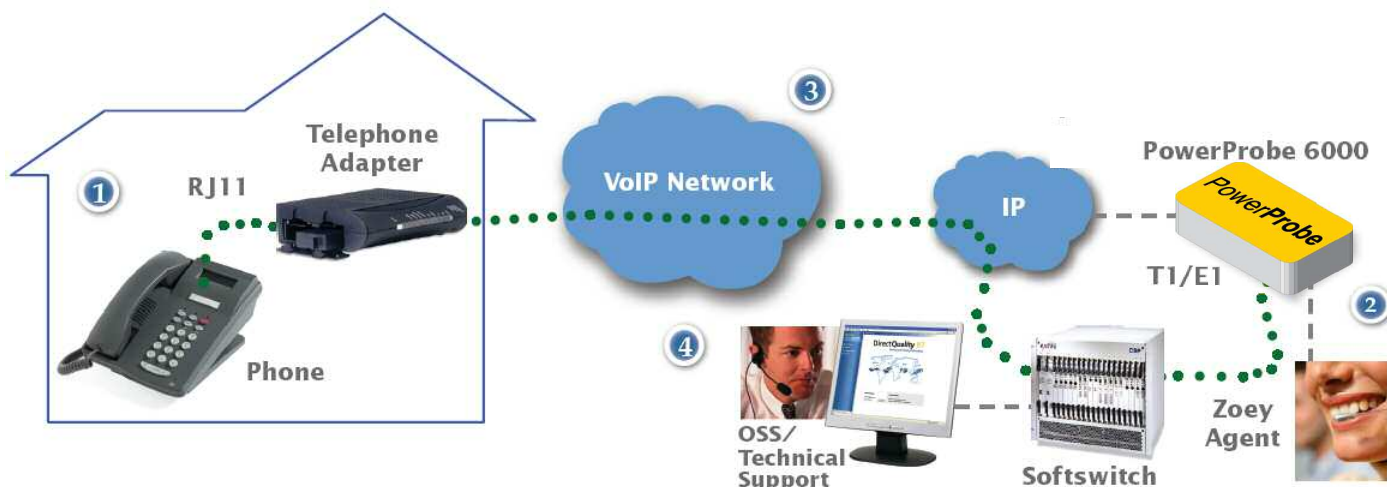 3
Telephone
Adapter
PowerProbe 6000
1
RJ11
VoIP Network
IP
PowerProbe
T1/E1
2
4
DirectQuality
Phone
Zoey
Agent
OSS/
Technical
Support
Softswitch